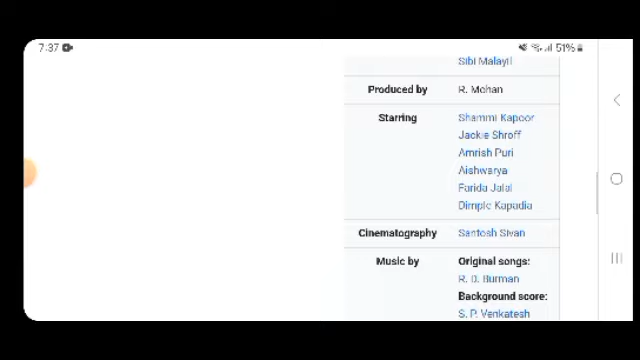 7:37 51%
Sibi Malayil
Produced by R. Mohan
Starring Shammi Kapoor
Jackie Shroff
Amrish Puri
Aishwarya
Farida Jalal
Dimple Kapadia
Cinematography Santosh Sivan
Music by Original songs:
R. D. Burman
Background score:
S. P. Venkatesh